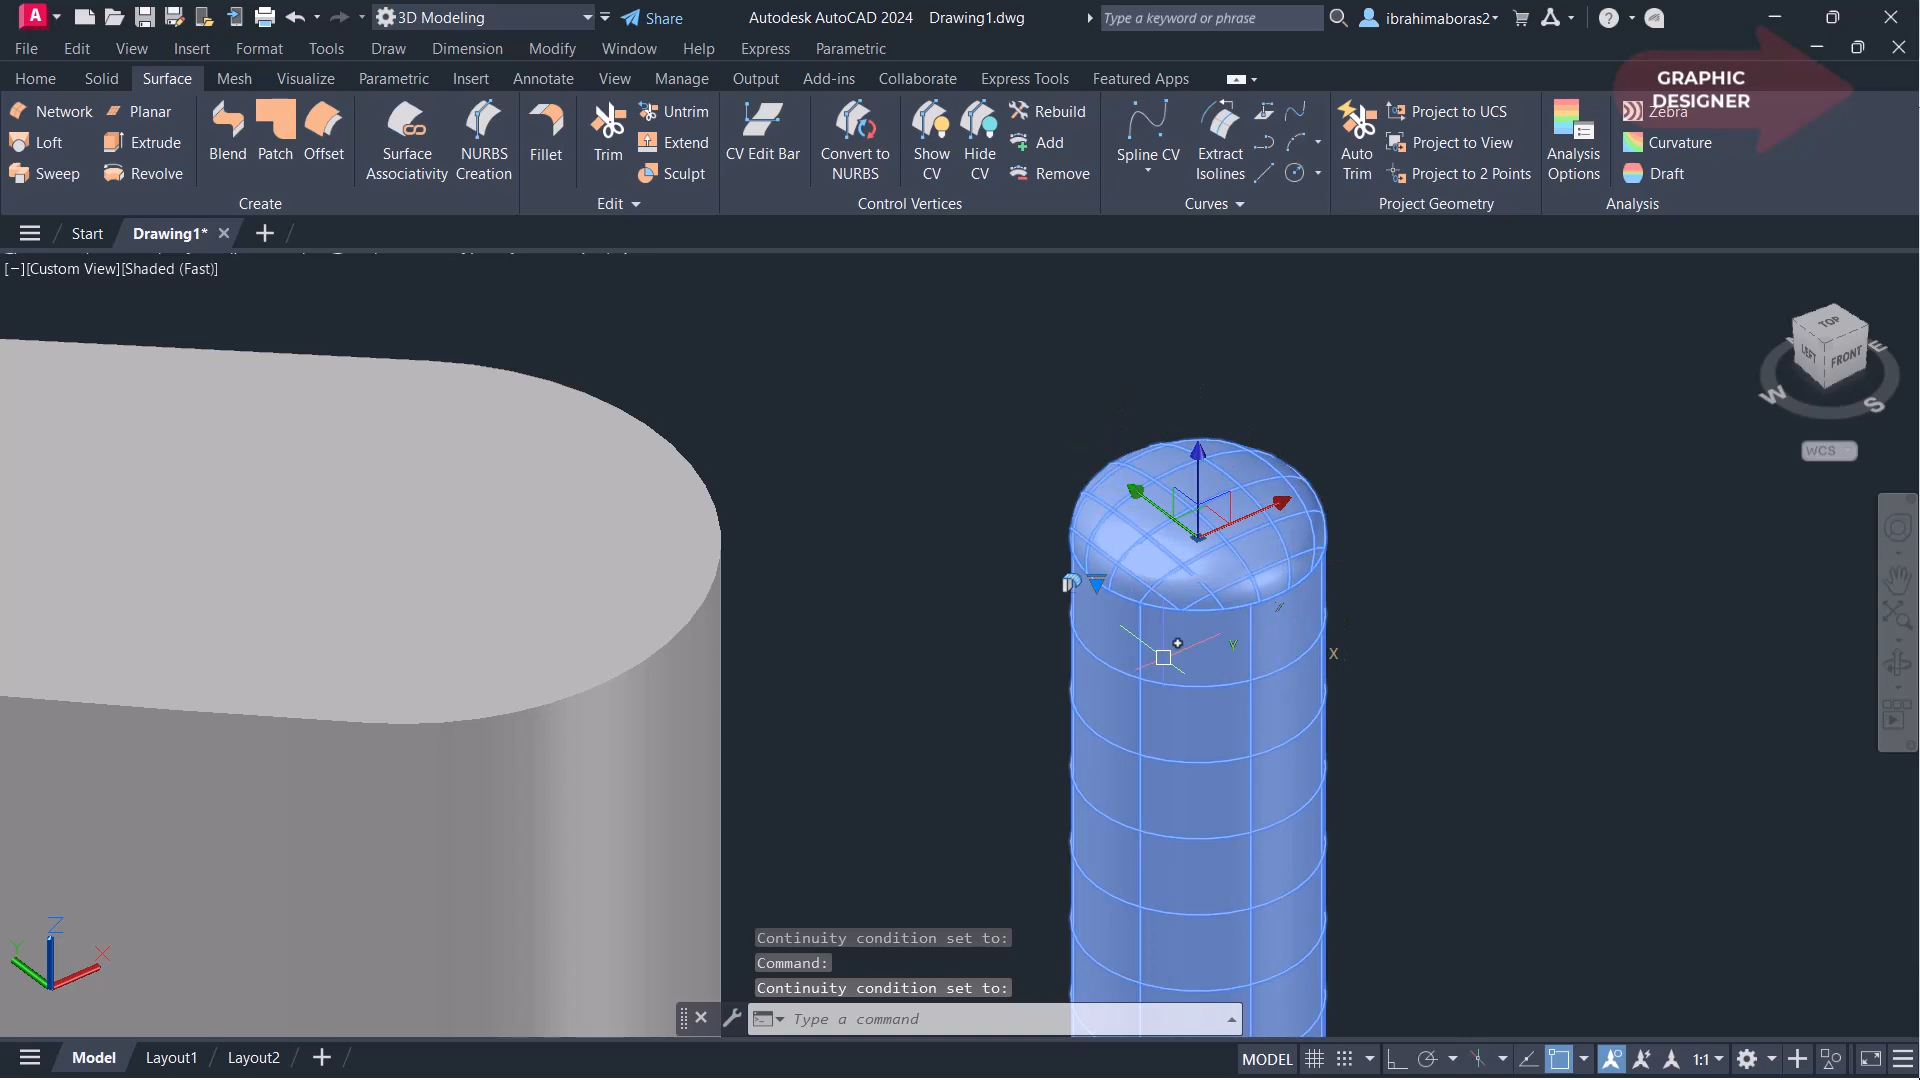 3D Modeling
Share
Autodesk AutoCAD 2024 Drawing1.dwg
Type a keyword or phrase
ibrahimaboras2
File Edit View Insert Format Tools Draw Dimension Modify Window Help Express Parametric
Home Solid Surface Mesh Visualize Parametric Insert Annotate View Manage Output Add-ins Collaborate Express Tools Featured Apps
GRAPHIC
DESIGNER
Network Planar
Loft Extrude
Sweep Revolve
Blend Patch Offset
Surface
Associativity
NURBS
Creation
Fillet
Trim
Untrim
Extend
Sculpt
CV Edit Bar
Convert to
NURBS
Show
CV
Hide
CV
Rebuild
Add
Remove
Spline CV
Extract
Isolines
Auto
Trim
Project to UCS
Project to View
Project to 2 Points
Analysis
Options
Zebra
Curvature
Draft
Create Edit Control Vertices Curves Project Geometry Analysis
Start Drawing1*
[−][Custom View][Shaded (Fast)]
TOP
LEFT FRONT
E
W S
WCS
Y
X
Z
Y X
Continuity condition set to:
Command:
Continuity condition set to:
Type a command
Model Layout1 Layout2
MODEL
1:1